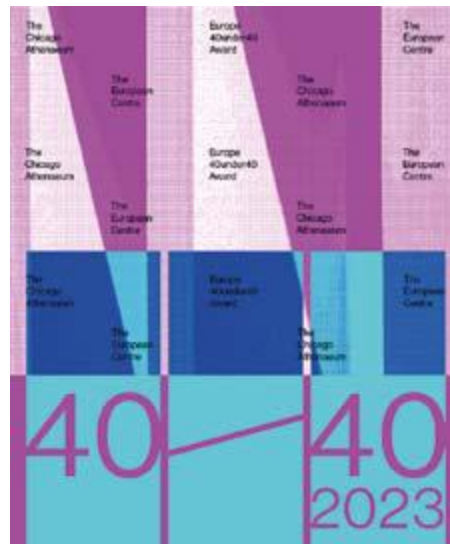 The
Chicago
Athenaeum
Europe
40under40
Award
The
European
Centre
The
European
Centre
The
Chicago
Athenaeum
The
Chicago
Athenaeum
Europe
40under40
Award
The
European
Centre
The
European
Centre
The
Chicago
Athenaeum
The
Chicago
Athenaeum
Europe
40under40
Award
The
European
Centre
The
European
Centre
The
Chicago
Athenaeum
40
40
2023